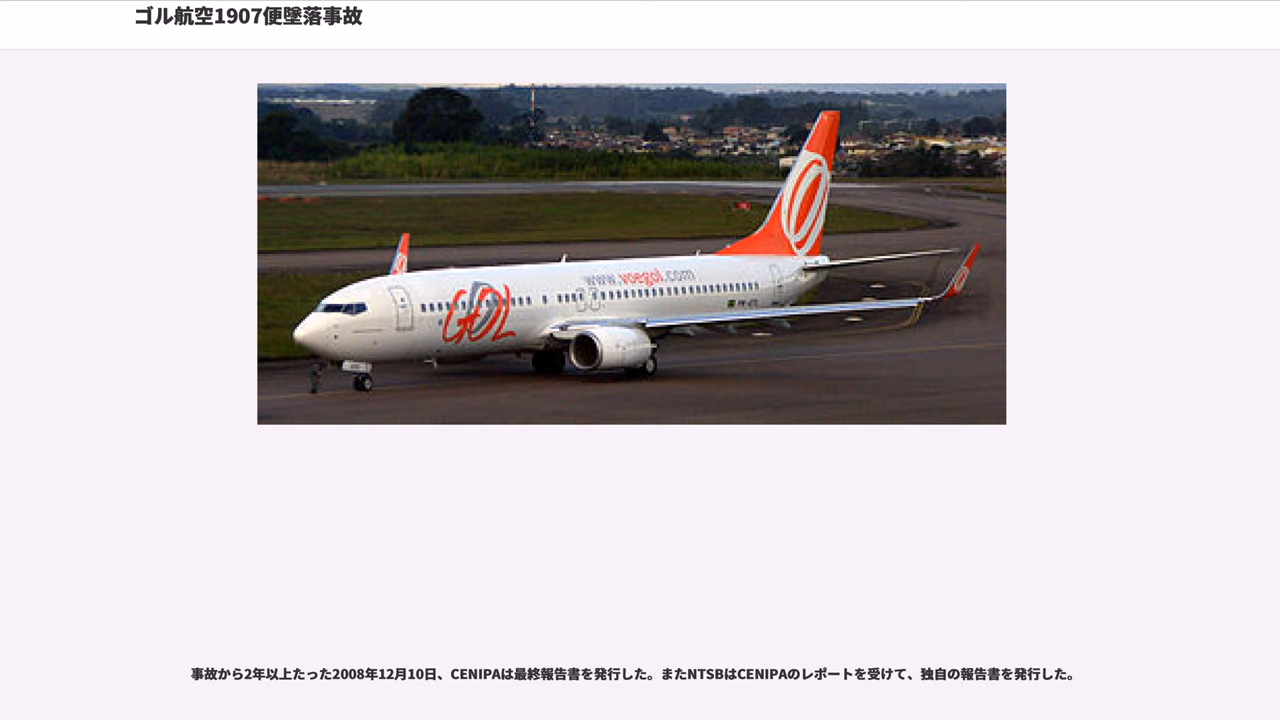 ゴル航空1907便墜落事故
www.voegol.com
GOL
事故から2年以上たった2008年12月10日、CENIPAは最終報告書を発行した。またNTSBはCENIPAのレポートを受けて、独自の報告書を発行した。